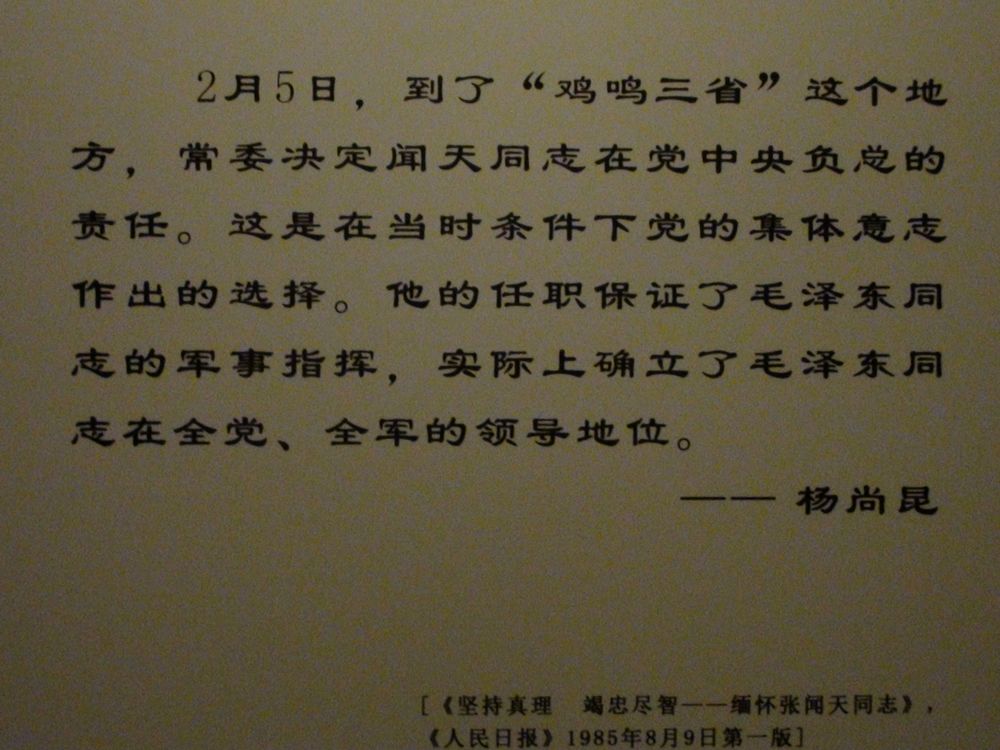 2月5日，到了“鸡鸣三省”这个地
方，常委决定闻天同志在党中央负总的
责任。这是在当时条件下党的集体意志
作出的选择。他的任职保证了毛泽东同
志的军事指挥，实际上确立了毛泽东同
志在全党、全军的领导地位。
—— 杨尚昆
[《坚持真理　竭忠尽智——缅怀张闻天同志》，
《人民日报》1985年8月9日第一版]